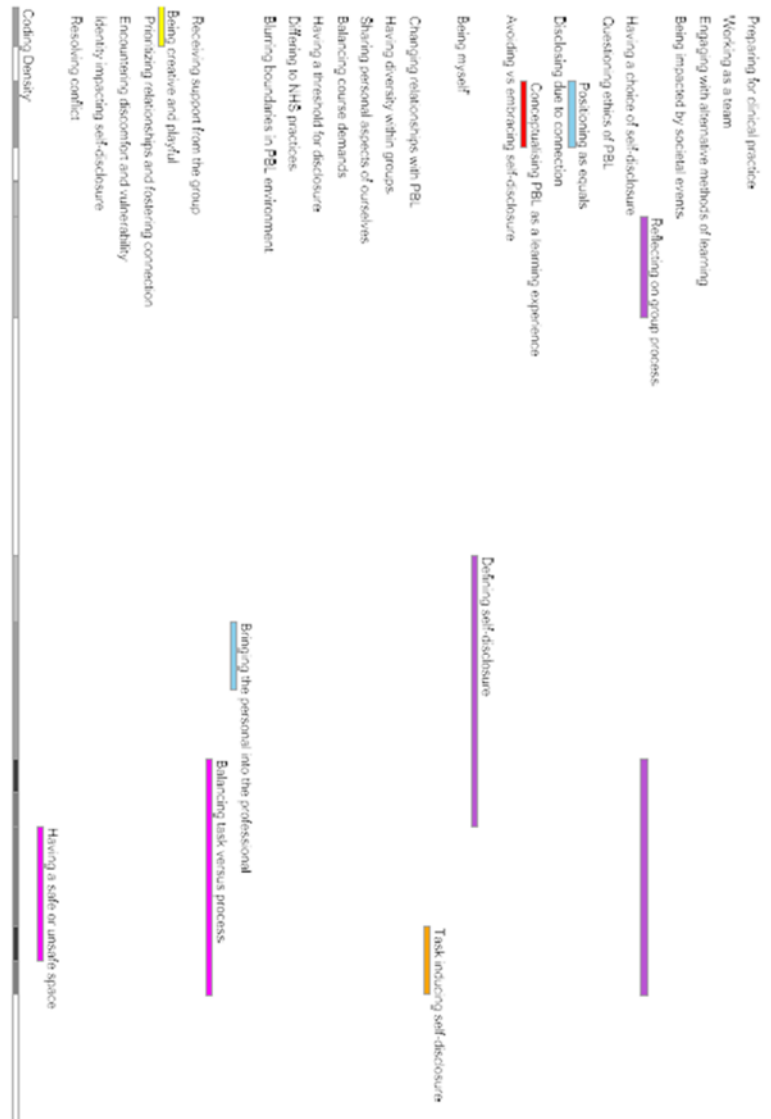 Preparing for clinical practice
Working as a team
Engaging with alternative methods of learning
Being impacted by societal events
Reflecting on group process
Having a choice of self-disclosure
Questioning ethics of PBL
Positioning as equals
Disclosing due to connection
Conceptualising PBL as a learning experience
Avoiding vs embracing self-disclosure
Defining self-disclosure
Being myself
Task inducing self-disclosure
Changing relationships with PBL
Having diversity within groups
Sharing personal aspects of ourselves
Balancing course demands
Having a threshold for disclosure
Differing to NHS practices
Blurring boundaries in PBL environment
Bringing the personal into the professional
Balancing task versus process
Receiving support from the group
Being creative and playful
Prioritizing relationships and fostering connection
Encountering discomfort and vulnerability
Identity impacting self-disclosure
Resolving conflict
Having a safe or unsafe space
Coding Density